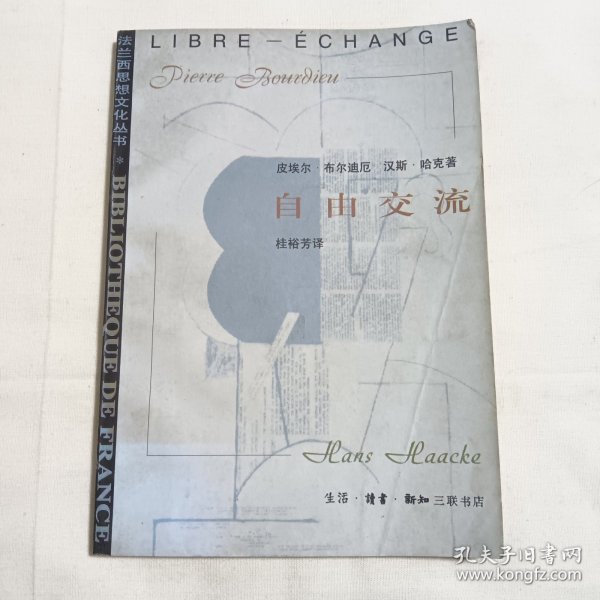 LIBRE — ÉCHANGE
Pierre Bourdieu
法兰西思想文化丛书 * BIBLIOTHEQUE DE FRANCE
皮埃尔·布尔迪厄 汉斯·哈克著
自由交流
桂裕芳译
Hans Haacke
生活·讀書·新知三联书店
孔夫子旧书网
www.kongfz.com